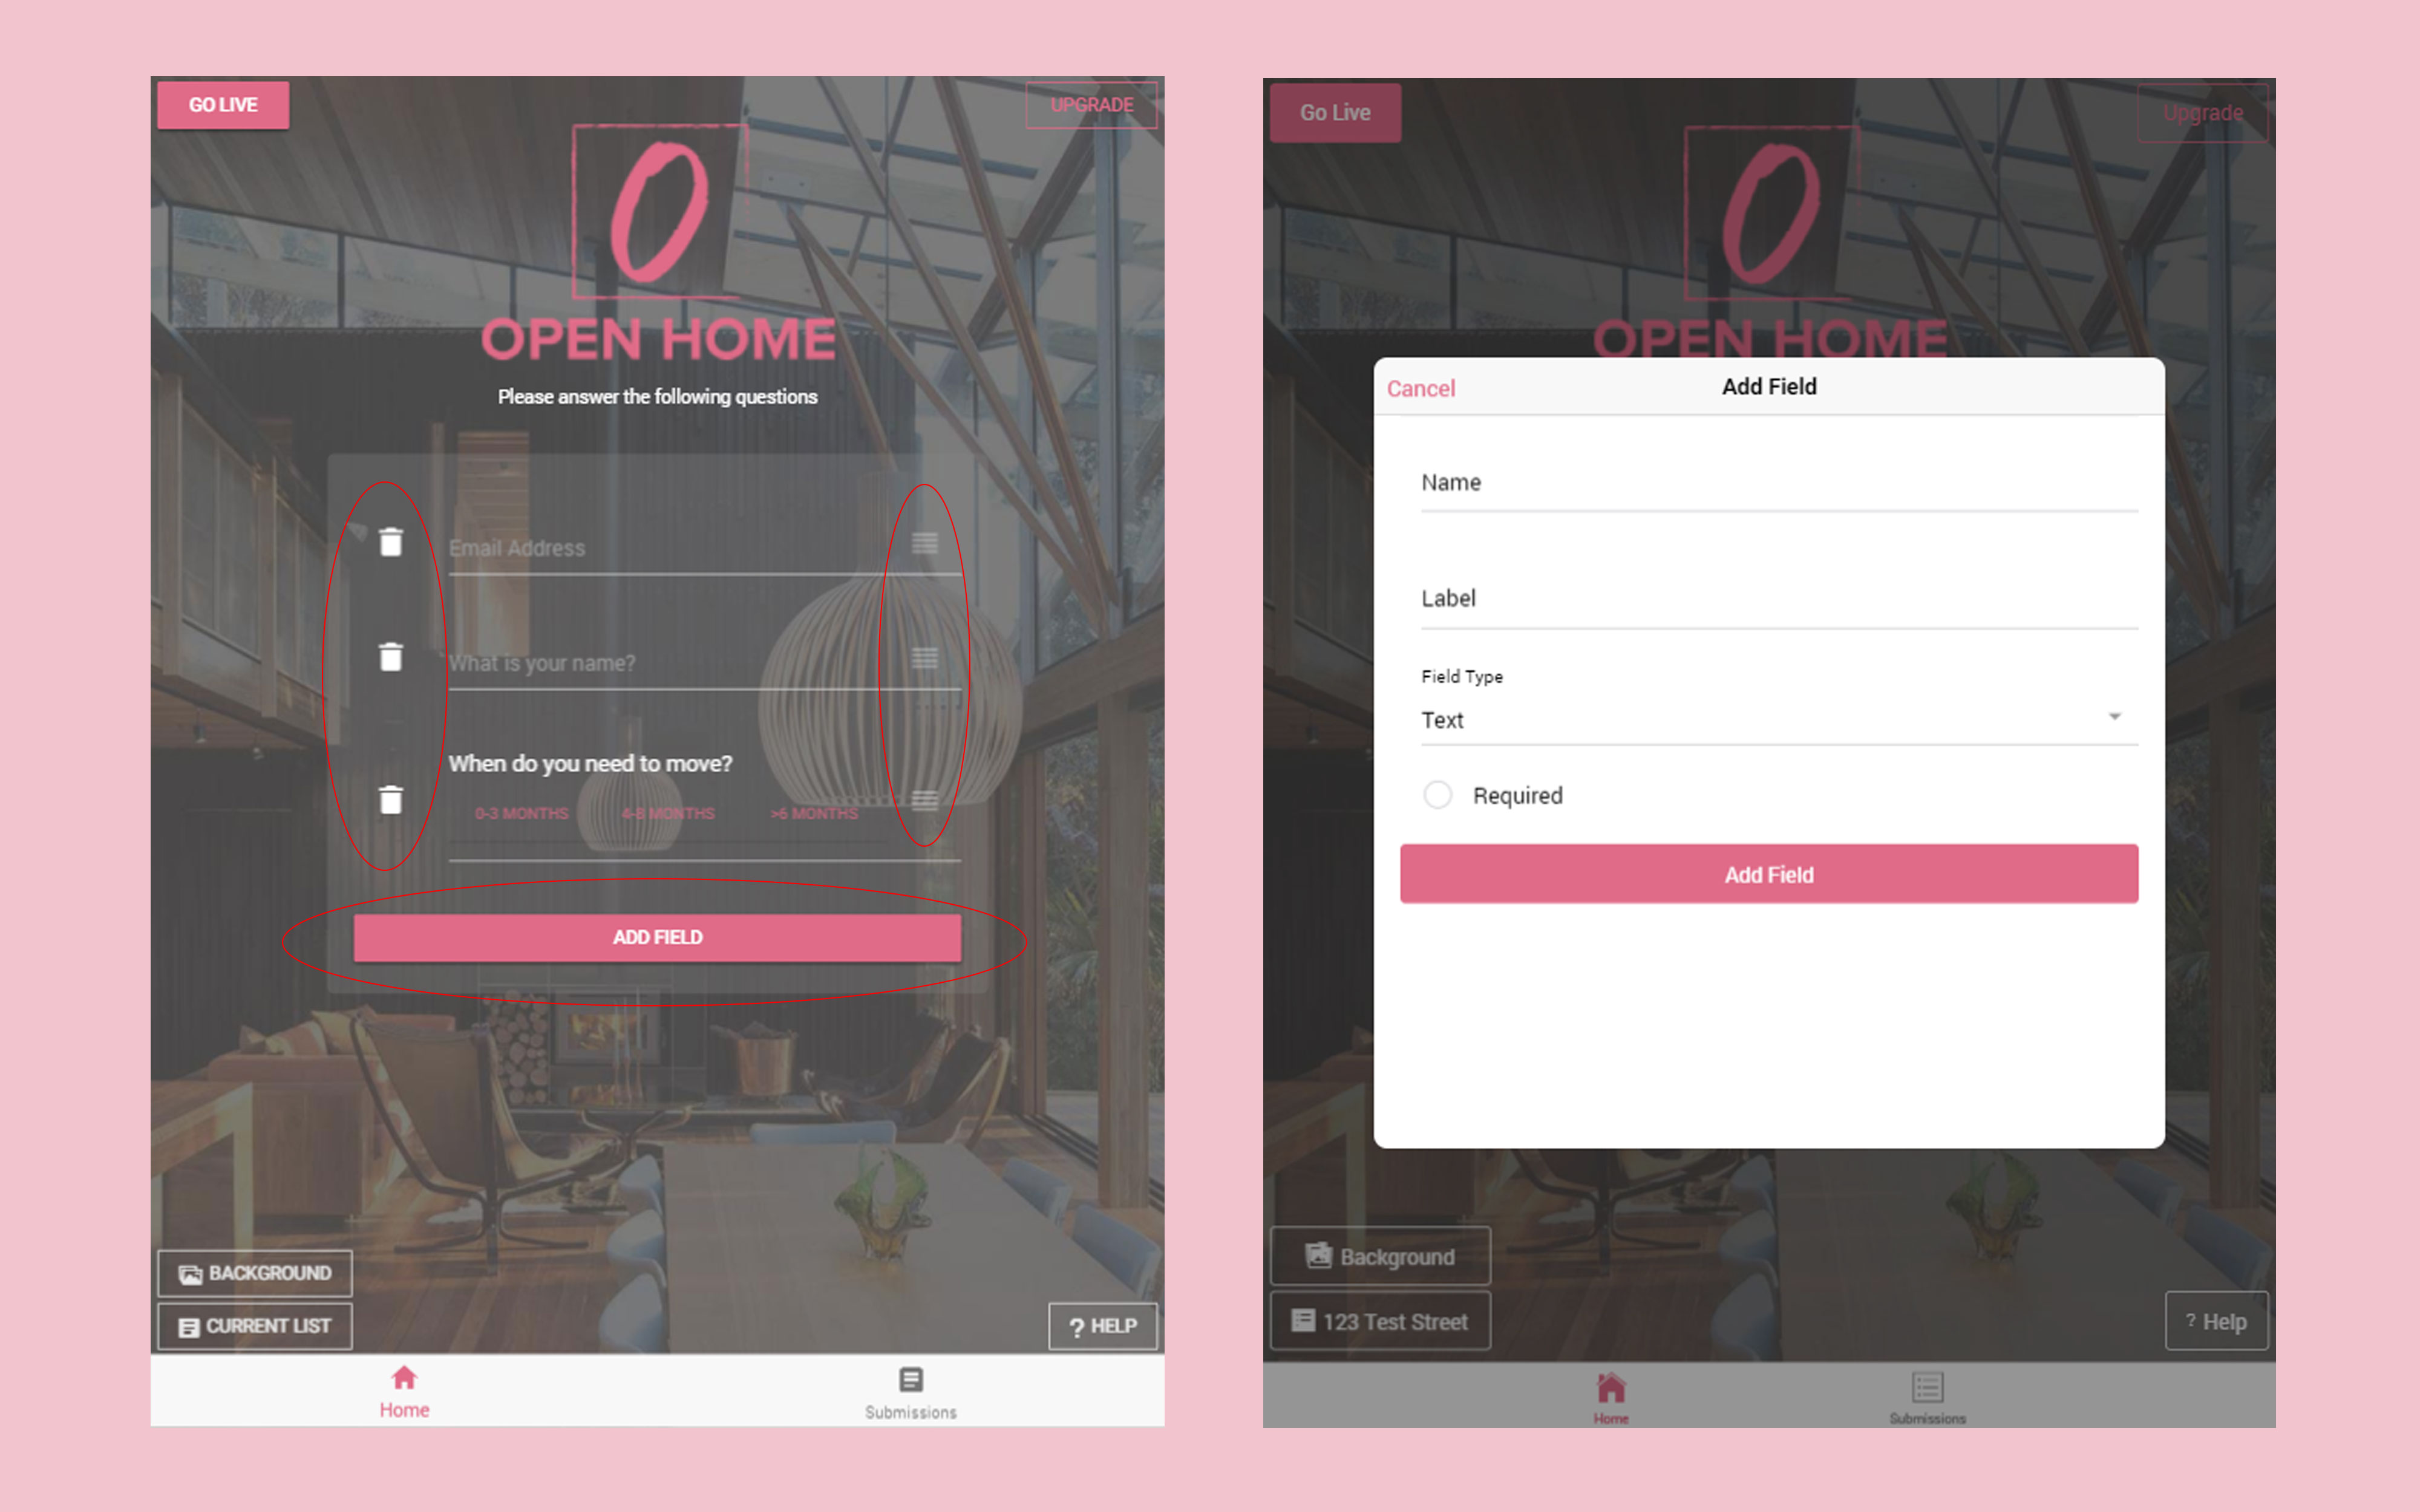 GO LIVE
UPGRADE
O
OPEN HOME
Please answer the following questions
Email Address
What is your name?
When do you need to move?
0-3 MONTHS 4-8 MONTHS >6 MONTHS
ADD FIELD
BACKGROUND
CURRENT LIST
? HELP
Home
Submissions
Go Live
Upgrade
O
OPEN HOME
Cancel
Add Field
Name
Label
Field Type
Text
Required
Add Field
Background
123 Test Street
? Help
Home
Submissions